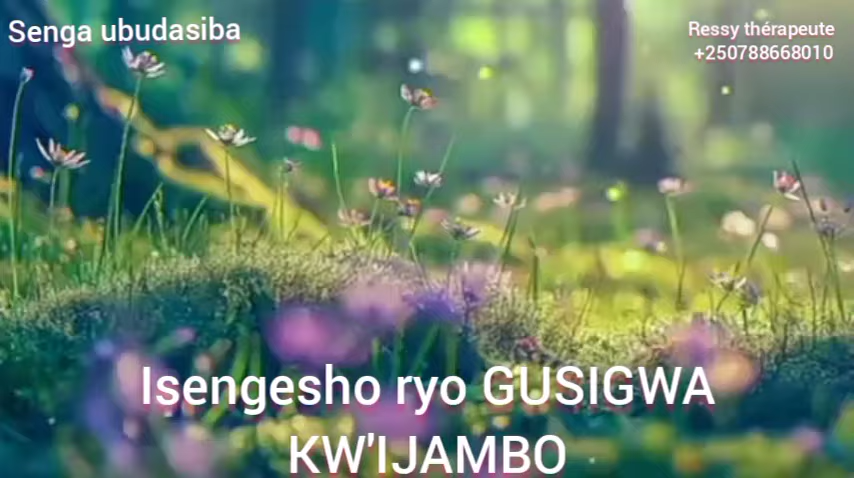 Senga ubudasiba
Ressy thérapeute
+250788668010
Isengesho ryo GUSIGWA
KW'IJAMBO